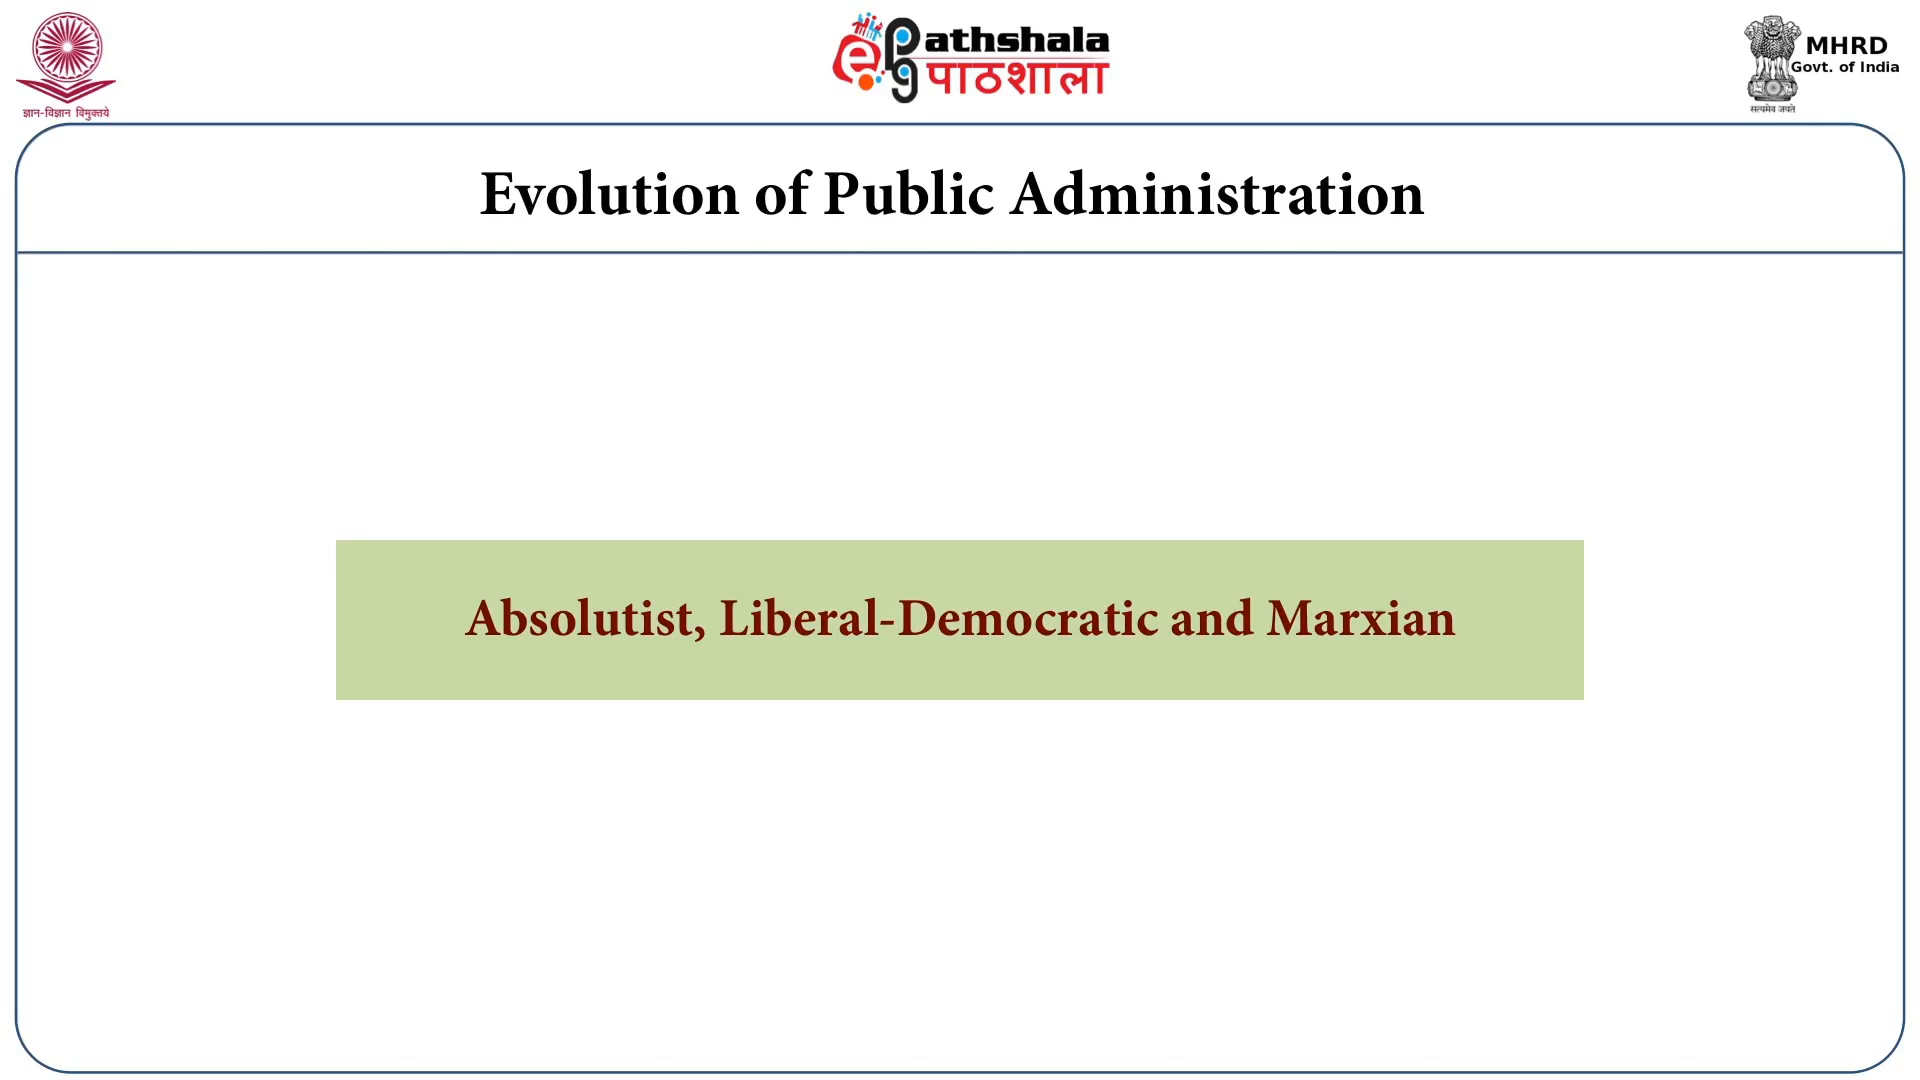 ज्ञान-विज्ञान विमुक्तये
e pg Pathshala
पाठशाला
MHRD
Govt. of India
सत्यमेव जयते
Evolution of Public Administration
Absolutist, Liberal-Democratic and Marxian